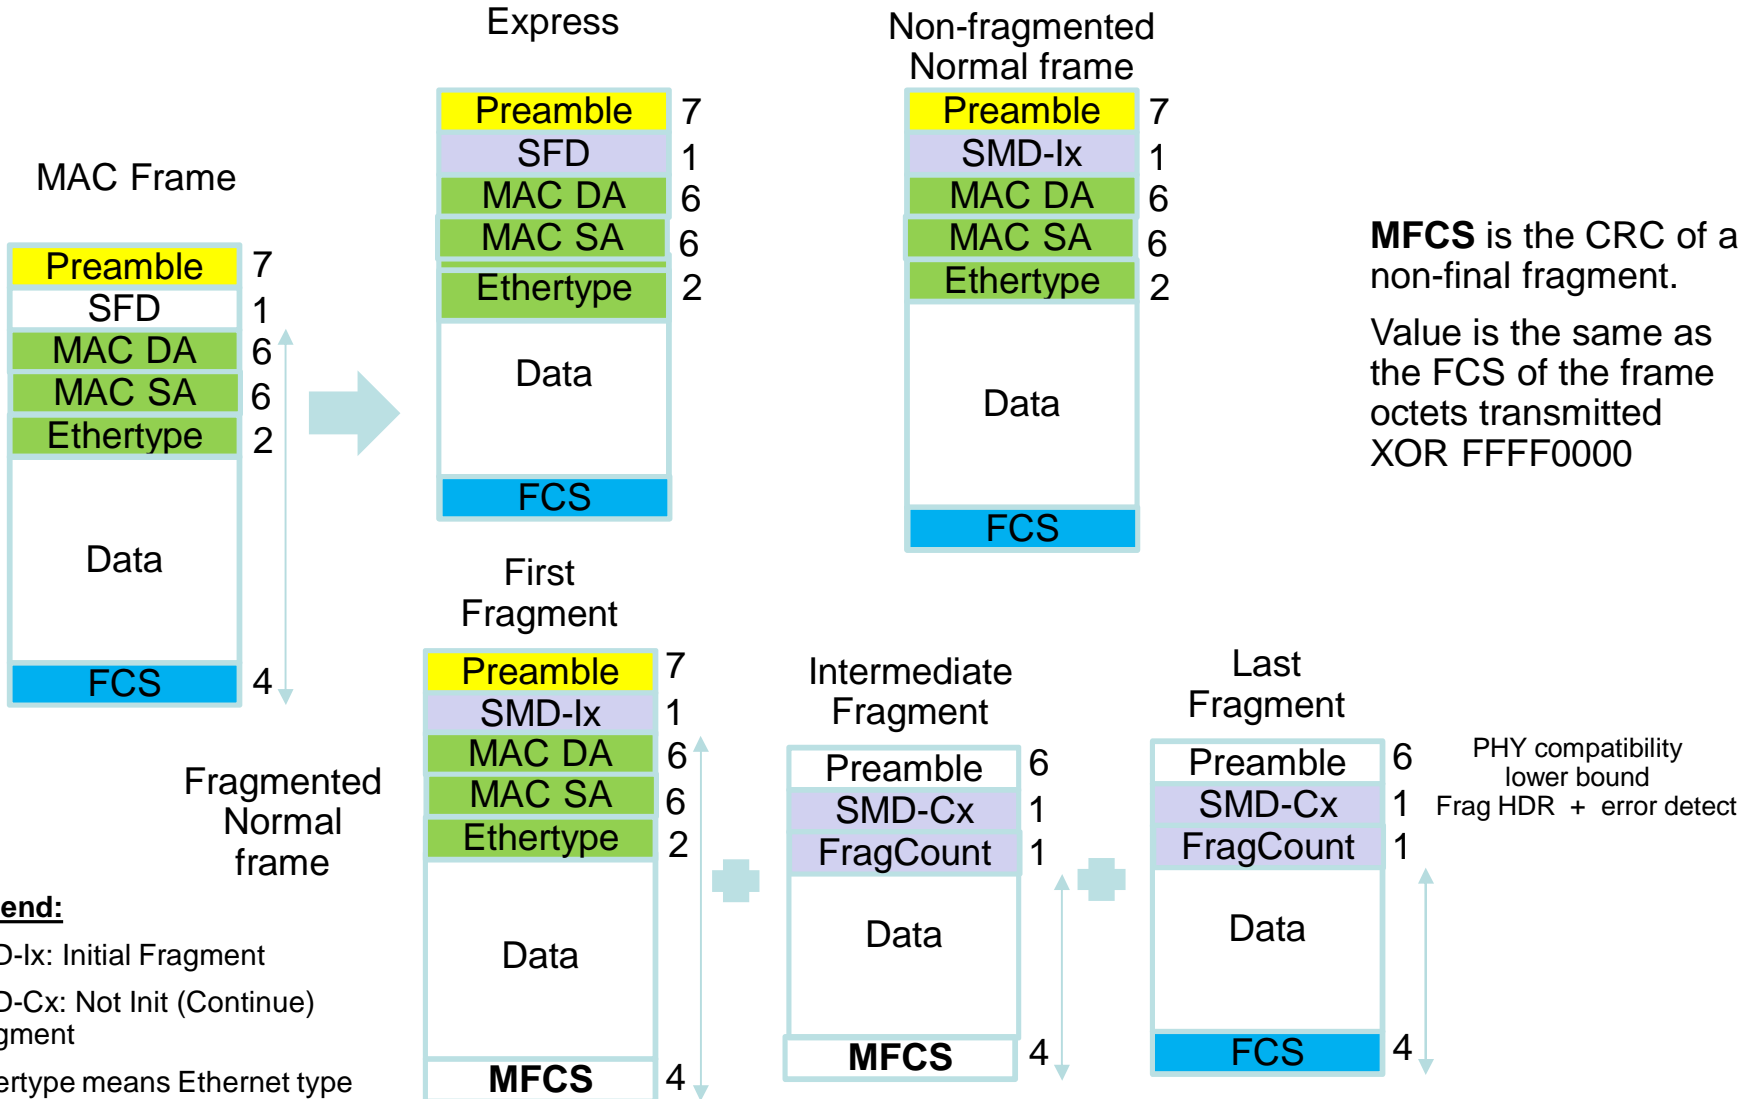 Express
Preamble 7
SFD 1
MAC DA 6
MAC SA 6
Ethertype 2
Data
FCS
Non-fragmented
Normal frame
Preamble 7
SMD-Ix 1
MAC DA 6
MAC SA 6
Ethertype 2
Data
FCS
MAC Frame
Preamble 7
SFD 1
MAC DA 6
MAC SA 6
Ethertype 2
Data
FCS 4
MFCS is the CRC of a
non-final fragment.
Value is the same as
the FCS of the frame
octets transmitted
XOR FFFF0000
Fragmented
Normal
frame
First
Fragment
Preamble 7
SMD-Ix 1
MAC DA 6
MAC SA 6
Ethertype 2
Data
MFCS 4
Intermediate
Fragment
Preamble 6
SMD-Cx 1
FragCount 1
Data
MFCS 4
Last
Fragment
Preamble 6
SMD-Cx 1
FragCount 1
Data
FCS 4
PHY compatibility
lower bound
Frag HDR + error detect
end:
D-Ix: Initial Fragment
D-Cx: Not Init (Continue)
gment
ertype means Ethernet type